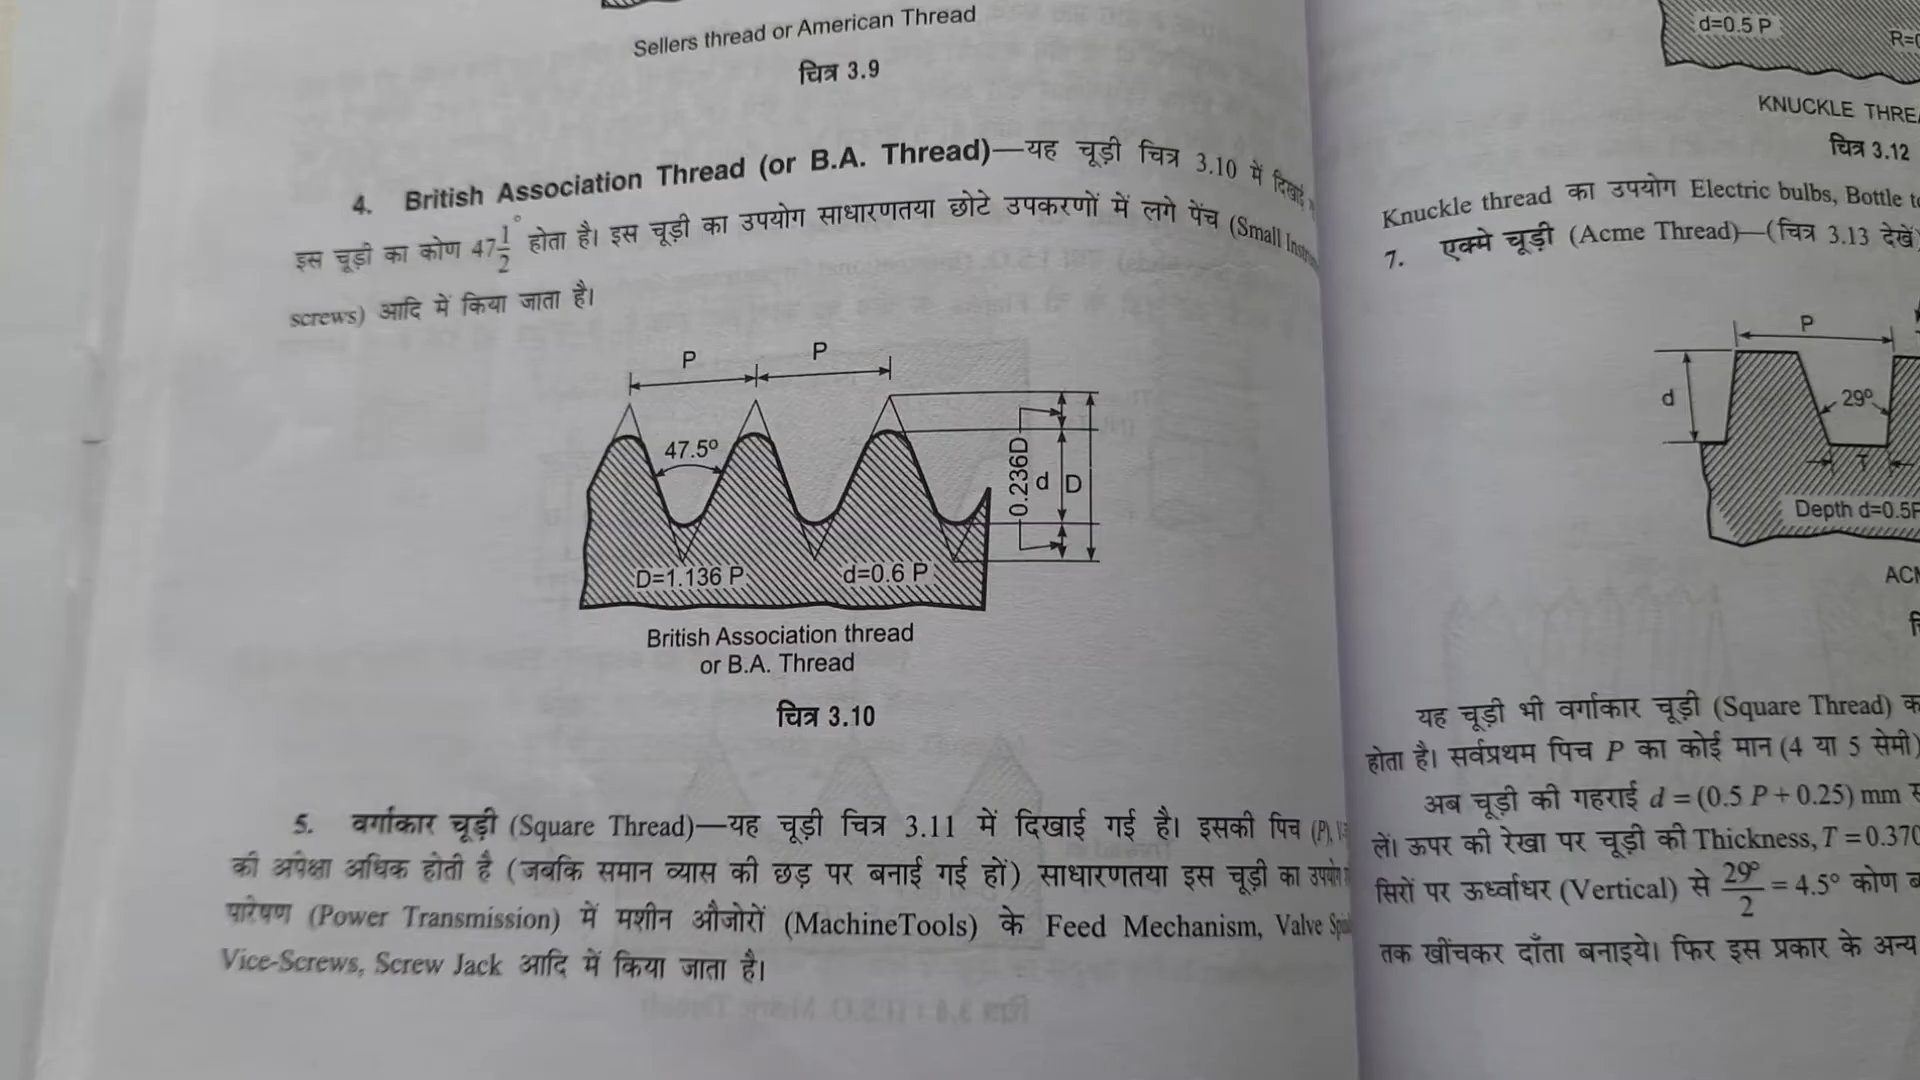 Sellers thread or American Thread
चित्र 3.9
4. British Association Thread (or B.A. Thread)—यह चूड़ी चित्र 3.10 में दिखाई
इस चूड़ी का कोण 47 1/2° होता है। इस चूड़ी का उपयोग साधारणतया छोटे उपकरणों में लगे पेंच (Small
screws) आदि में किया जाता है।
P P
47.5°
0.236D
d D
D=1.136 P d=0.6 P
British Association thread
or B.A. Thread
चित्र 3.10
5. वर्गाकार चूड़ी (Square Thread)—यह चूड़ी चित्र 3.11 में दिखाई गई है। इसकी पिच (P),
की अपेक्षा अधिक होती है (जबकि समान व्यास की छड़ पर बनाई गई हों) साधारणतया इस चूड़ी का उपयोग
पारेषण (Power Transmission) में मशीन औजोरों (MachineTools) के Feed Mechanism, Valve
Vice-Screws, Screw Jack आदि में किया जाता है।
d=0.5 P
KNUCKLE
चित्र 3.12
Knuckle thread का उपयोग Electric bulbs, Bottle
7. एक्मे चूड़ी (Acme Thread)—(चित्र 3.13 देखें)
P
d
29°
T
Depth d=0.5P
यह चूड़ी भी वर्गाकार चूड़ी (Square Thread)
होता है। सर्वप्रथम पिच P का कोई मान (4 या 5 सेमी)
अब चूड़ी की गहराई d = (0.5 P + 0.25) mm
लें। ऊपर की रेखा पर चूड़ी की Thickness, T = 0.370
सिरों पर ऊर्ध्वाधर (Vertical) से 29°/2 = 4.5° कोण
तक खींचकर दाँता बनाइये। फिर इस प्रकार के अन्य